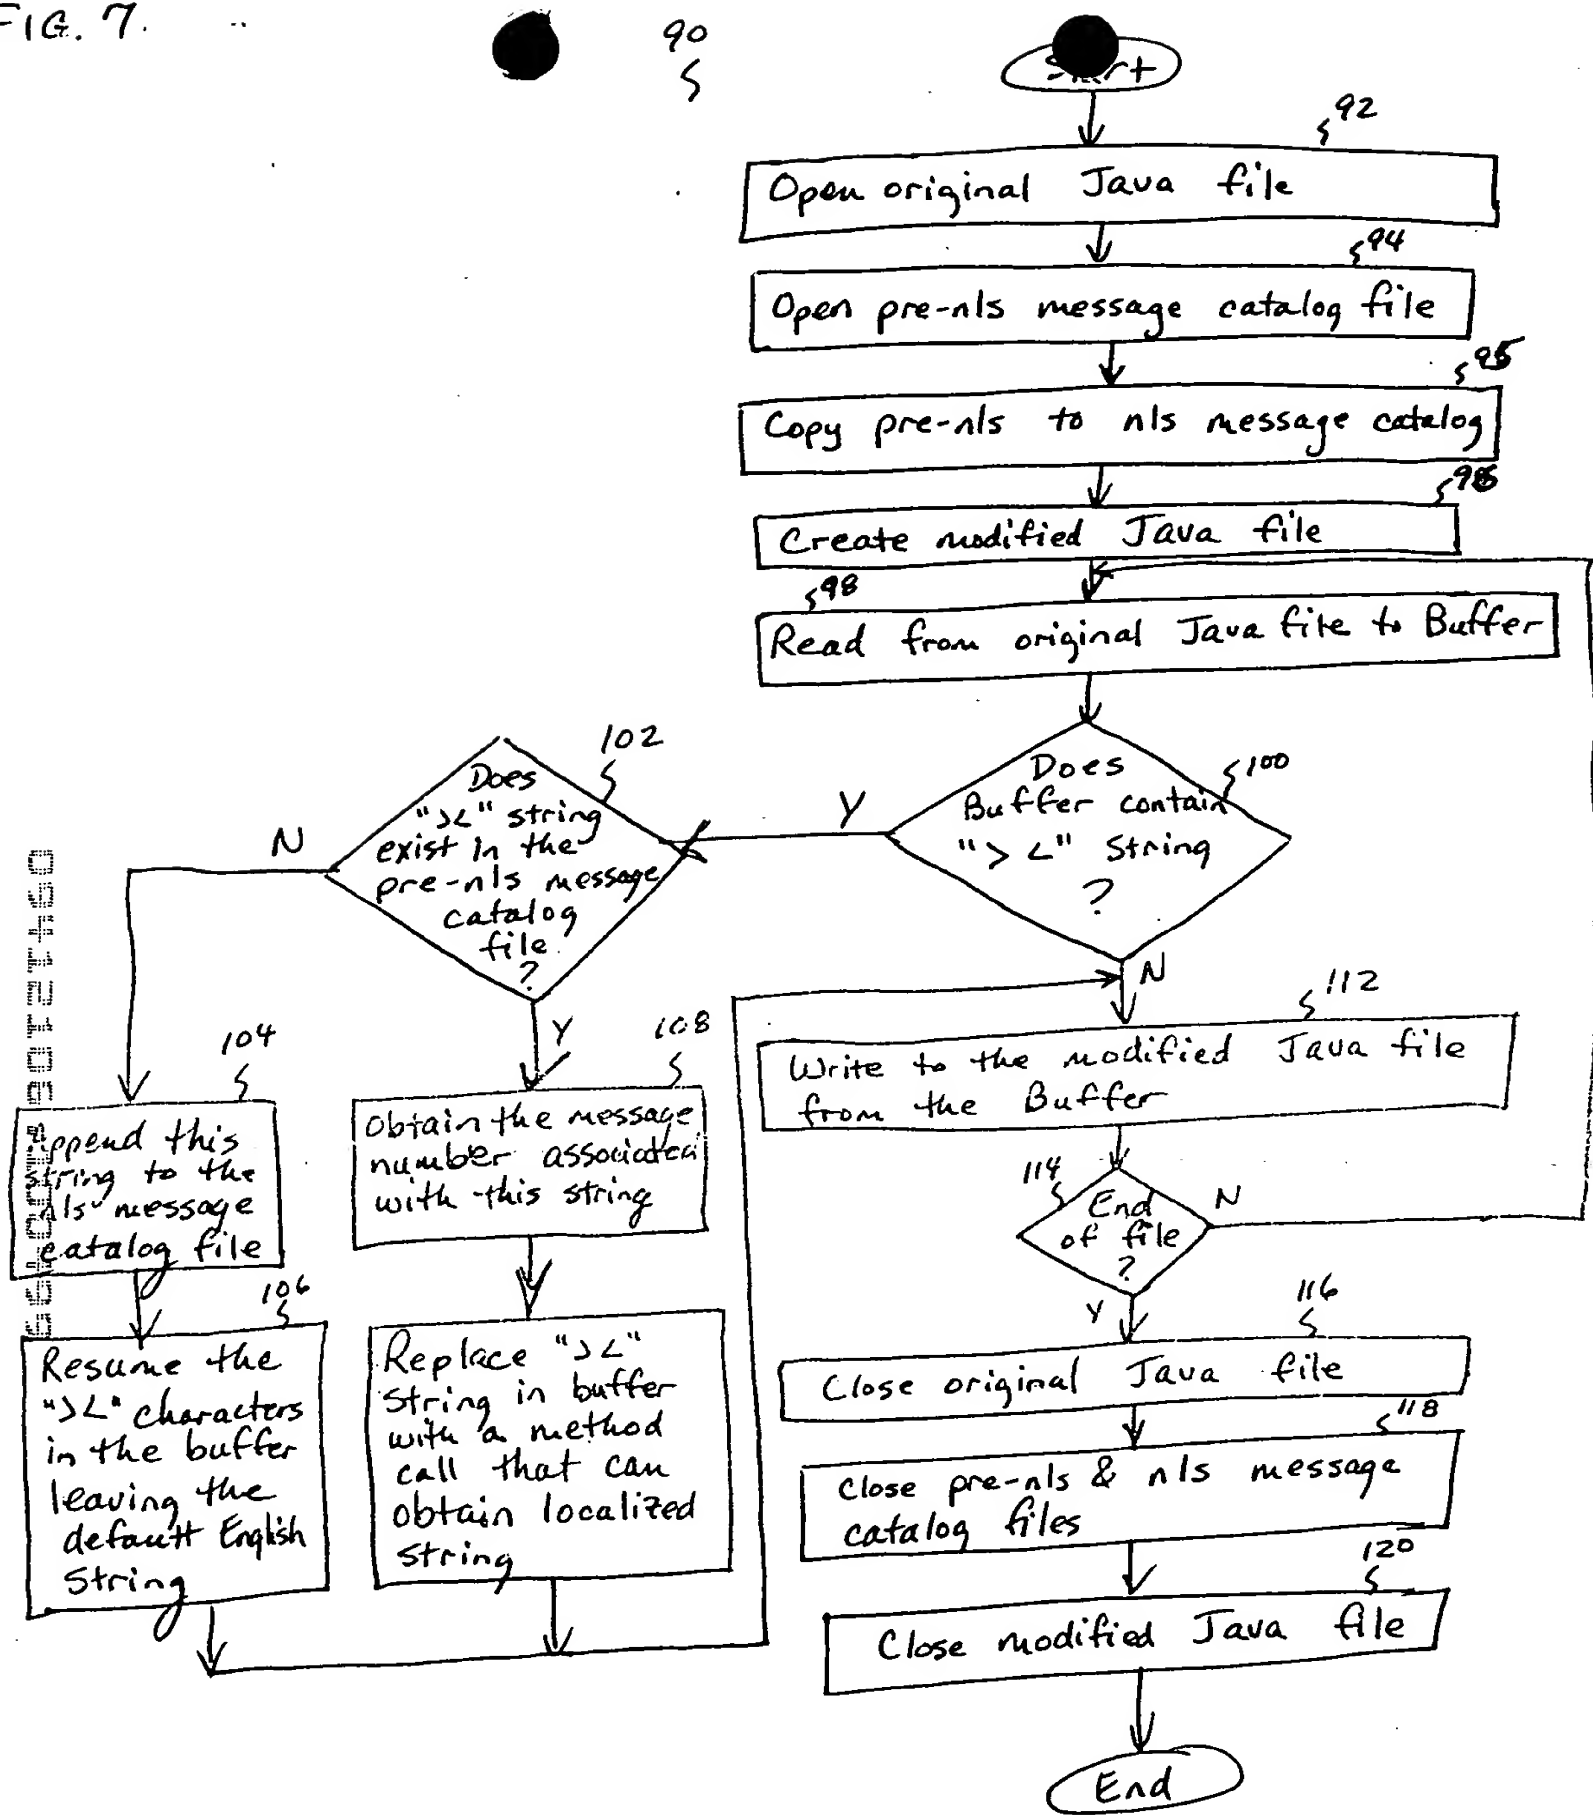 FIG. 7.
90
Start
92
Open original Java file
94
Open pre-nls message catalog file
95
Copy pre-nls to nls message catalog
96
Create modified Java file
98
Read from original Java file to Buffer
100
Does
Buffer contain
"> <" String
?
Y
N
102
Does
"><" string
exist in the
pre-nls message
catalog
file
?
N
Y
104
Append this
string to the
nls message
catalog file
106
Resume the
"><" characters
in the buffer
leaving the
default English
String
108
Obtain the message
number associated
with this string
Replace "><"
String in buffer
with a method
call that can
obtain localized
string
112
Write to the modified Java file
from the Buffer
114
End
of file
?
N
Y
116
Close original Java file
118
Close pre-nls & nls message
catalog files
120
Close modified Java file
End